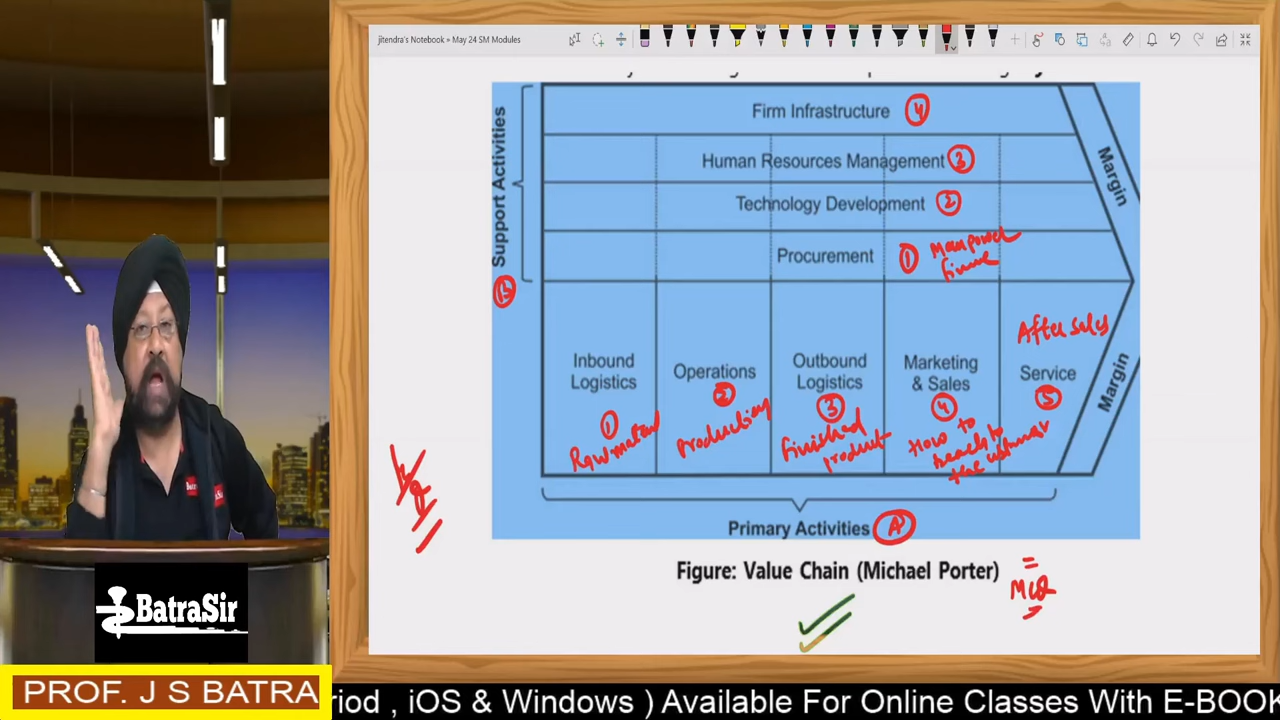 jitendra's Notebook » May 24 SM Modules
Support Activities
B
Firm Infrastructure 4
Human Resources Management 3
Technology Development 2
Procurement 1 Manpower
finance
Margin
Inbound
Logistics
1
Raw material
Operations
2
Production
Outbound
Logistics
3
Finished
product
Marketing
& Sales
4
How to
reach to
the customer
After sales
Service
5
Margin
Primary Activities A
Figure: Value Chain (Michael Porter)
MCQ
BatraSir
BatraSir
PROF. J S BATRA
riod , iOS & Windows ) Available For Online Classes With E-BOOK